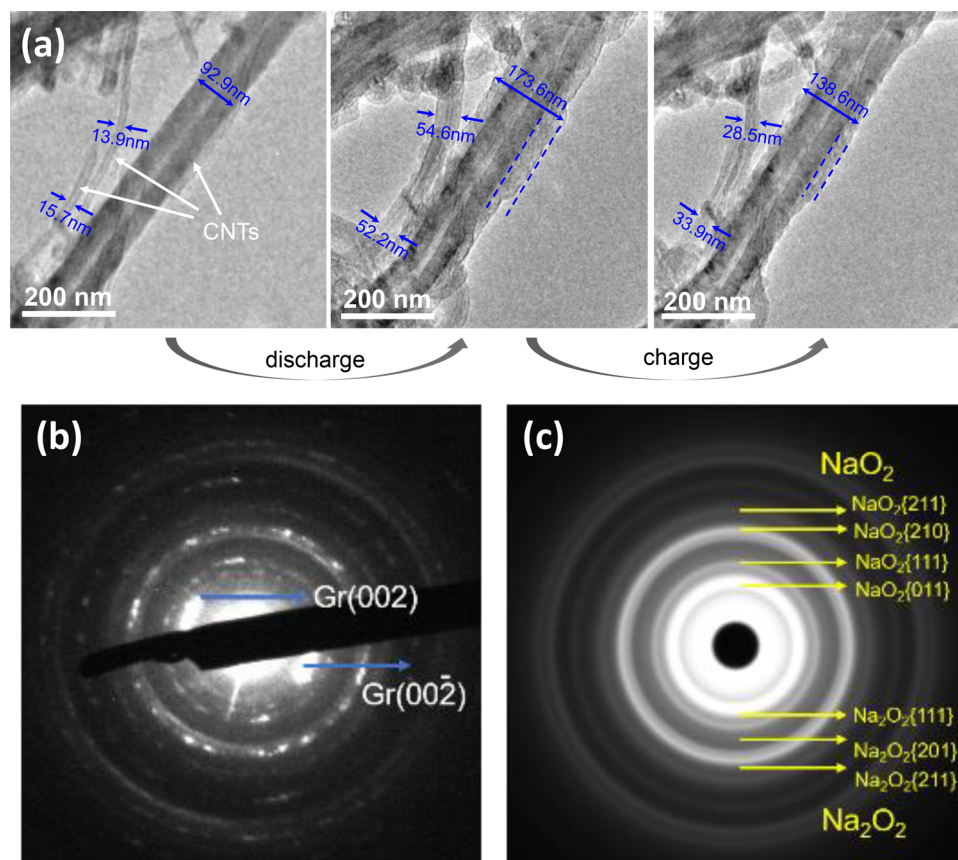 (a)
92.9nm
13.9nm
15.7nm
CNTs
200 nm
173.6nm
54.6nm
52.2nm
200 nm
138.6nm
28.5nm
33.9nm
200 nm
discharge
charge
(b)
Gr(002)
Gr(002̄)
(c)
NaO₂
NaO₂{211}
NaO₂{210}
NaO₂{111}
NaO₂{011}
Na₂O₂{111}
Na₂O₂{201}
Na₂O₂{211}
Na₂O₂